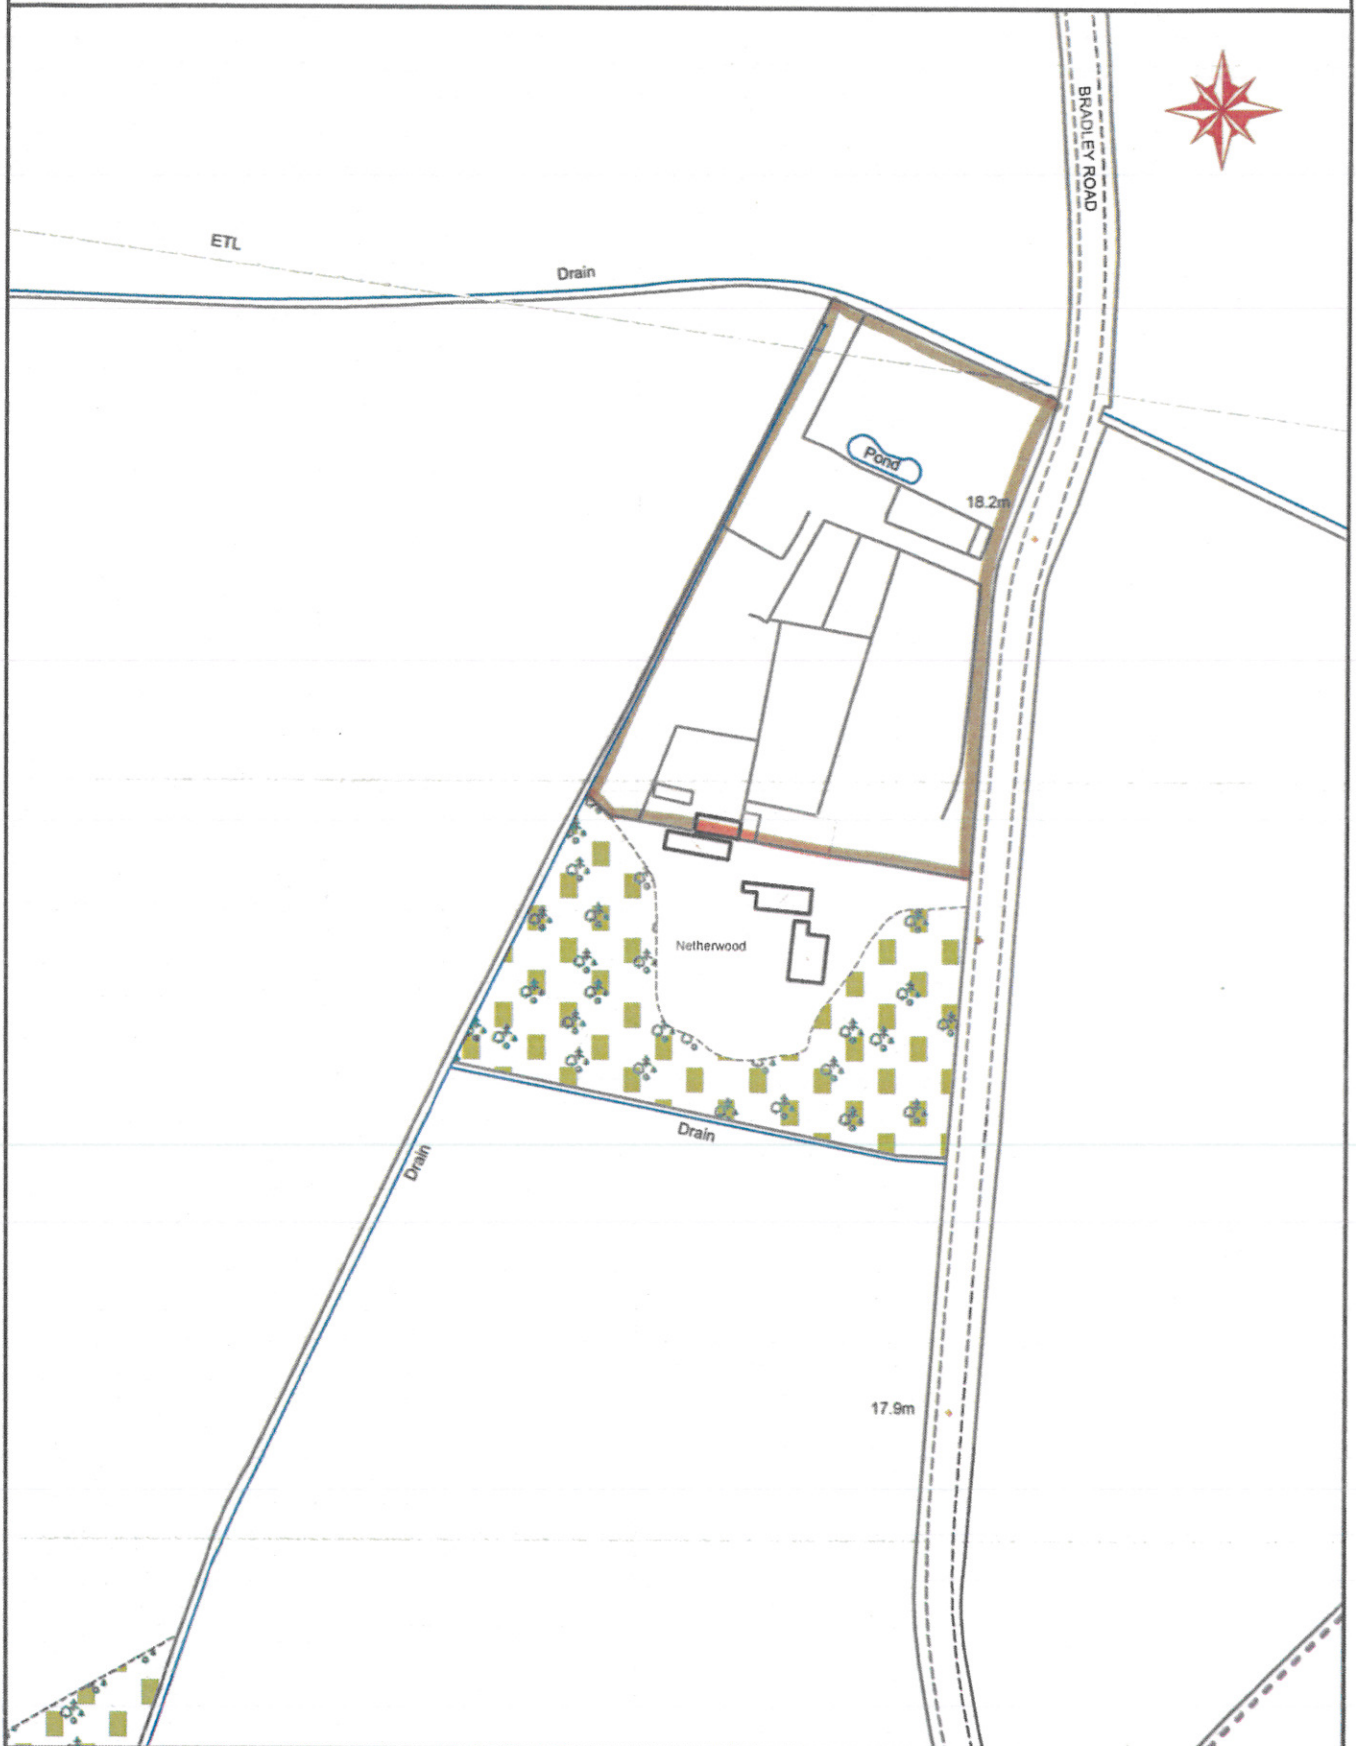 BRADLEY ROAD
ETL
Drain
Pond
18.2m
Netherwood
Drain
Drain
17.9m